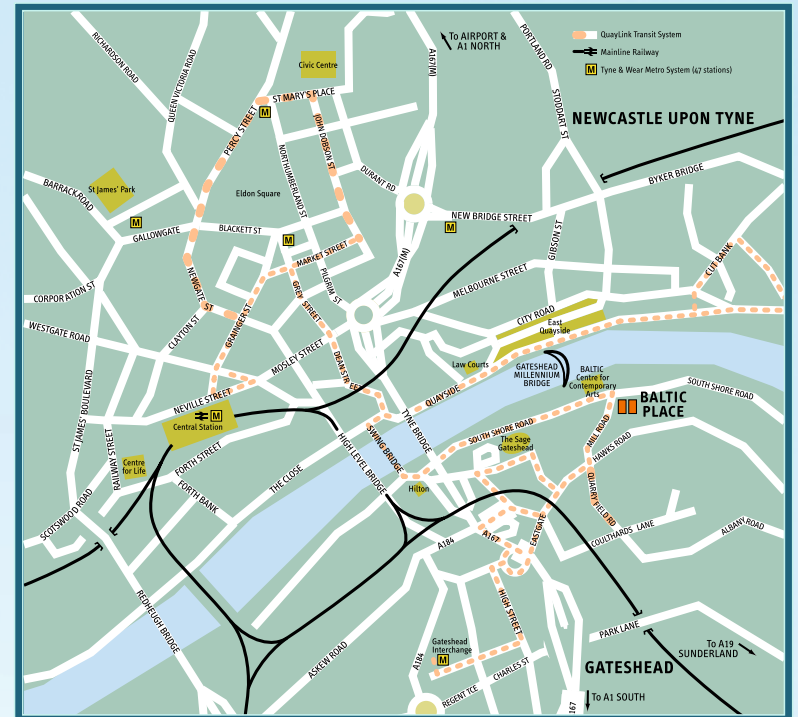 To AIRPORT &
A1 NORTH
QuayLink Transit System
Mainline Railway
M Tyne & Wear Metro System (47 stations)
RICHARDSON ROAD
QUEEN VICTORIA ROAD
Civic Centre
A167(M)
PORTLAND RD
STODDART ST
NEWCASTLE UPON TYNE
ST MARY'S PLACE
M
PERCY STREET
JOHN DOBSON ST
NORTHUMBERLAND ST
DURANT RD
BYKER BRIDGE
BARRACK ROAD
St James' Park
Eldon Square
M
GALLOWGATE
BLACKETT ST
M
NEW BRIDGE STREET
M
GIBSON ST
MARKET STREET
A167(M)
CUT BANK
NEWGATE ST
PILGRIM ST
MELBOURNE STREET
CORPORATION ST
GREY STREET
CITY ROAD
WESTGATE ROAD
CLAYTON ST
GRAINGER ST
East
Quayside
MOSLEY STREET
DEAN STREET
Law Courts
GATESHEAD
MILLENNIUM
BRIDGE
BALTIC
Centre for
Contemporary
Arts
SOUTH SHORE ROAD
ST JAMES' BOULEVARD
NEVILLE STREET
QUAYSIDE
BALTIC
PLACE
M
Central Station
TYNE BRIDGE
SOUTH SHORE ROAD
MILL ROAD
HAWKS ROAD
RAILWAY STREET
Centre
for Life
FORTH STREET
SWING BRIDGE
HIGH LEVEL BRIDGE
The Sage
Gateshead
THE CLOSE
FORTH BANK
Hilton
QUARRY FIELD RD
SCOTSWOOD ROAD
A184
A167
EASTGATE
COULTHARDS LANE
ALBANY ROAD
REDHEUGH BRIDGE
HIGH STREET
PARK LANE
ASKEW ROAD
A184
Gateshead
Interchange
M
CHARLES ST
REGENT TCE
GATESHEAD
To A19
SUNDERLAND
To A1 SOUTH
167